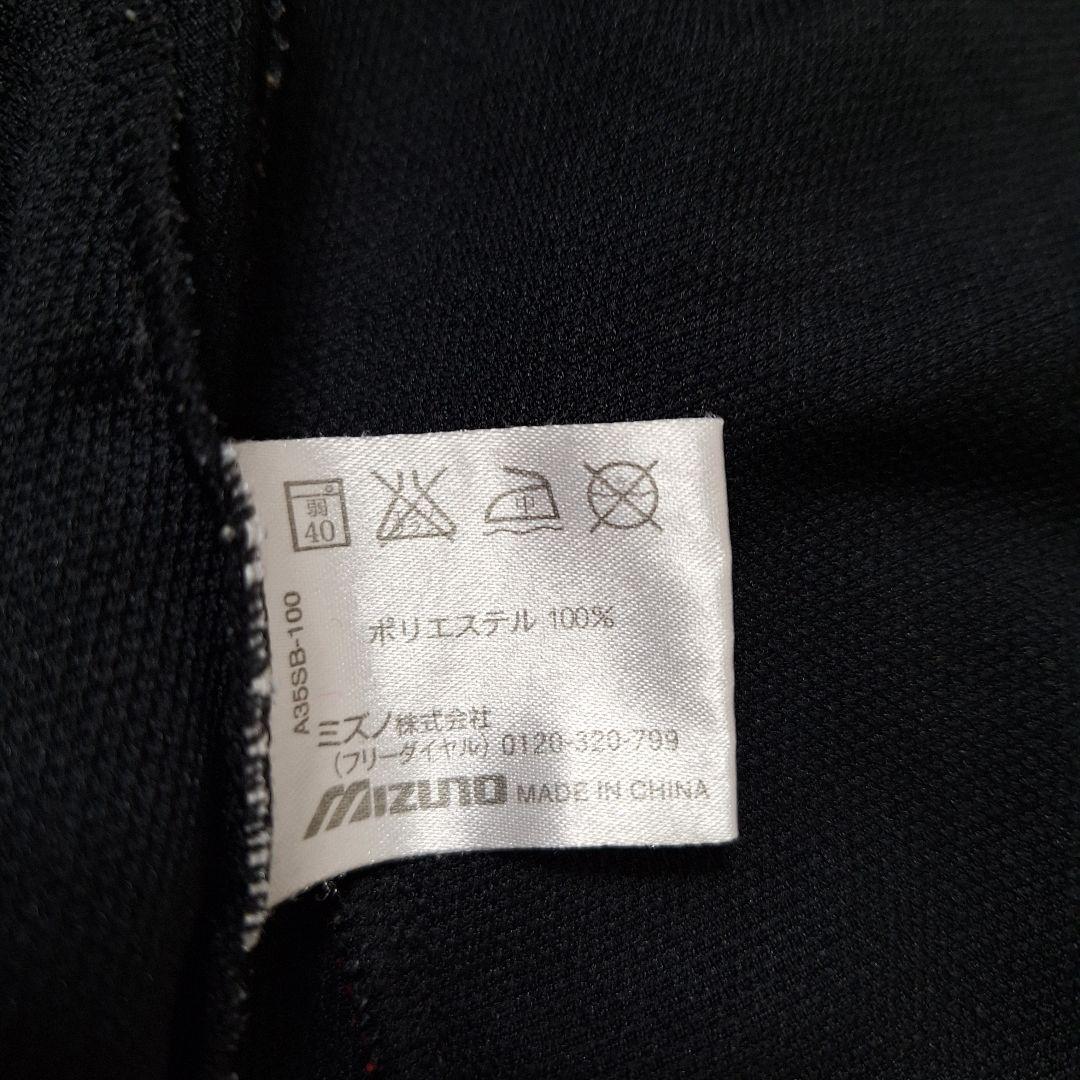 弱
40
エ
ポリエステル 100%
A35SB-100
ミズノ株式会社
(フリーダイヤル) 0120-320-799
MIZUNO MADE IN CHINA